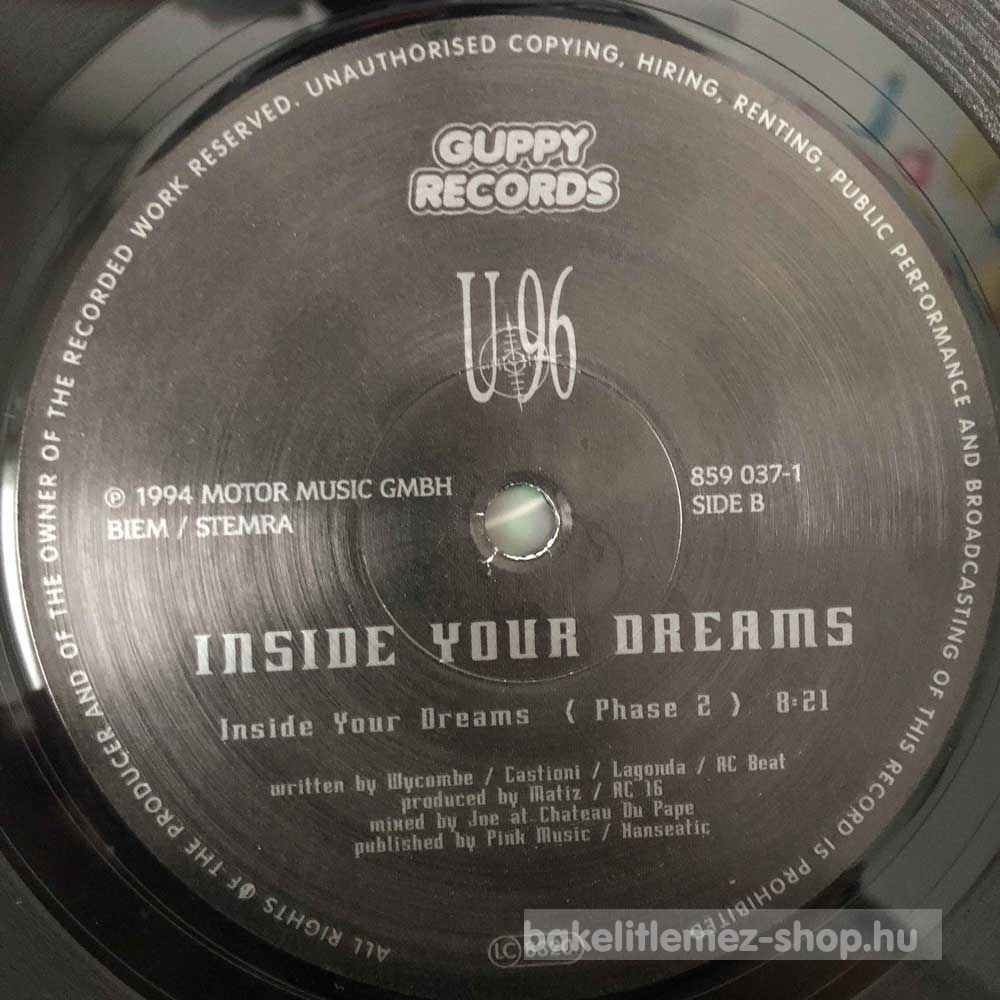 ALL RIGHTS OF THE PRODUCER AND OF THE OWNER OF THE RECORDED WORK RESERVED. UNAUTHORISED COPYING, HIRING, RENTING, PUBLIC PERFORMANCE AND BROADCASTING OF THIS RECORD IS PROHIBITED
GUPPY
RECORDS
U96
℗ 1994 MOTOR MUSIC GMBH
BIEM / STEMRA
859 037-1
SIDE B
INSIDE YOUR DREAMS
Inside Your Dreams ( Phase 2 ) 8:21
written by Wycombe / Castioni / Lagonda / AC Beat
produced by Matiz / AC 16
mixed by Joe at Chateau Du Pape
published by Pink Music / Hanseatic
LC
bakelitlemez-shop.hu